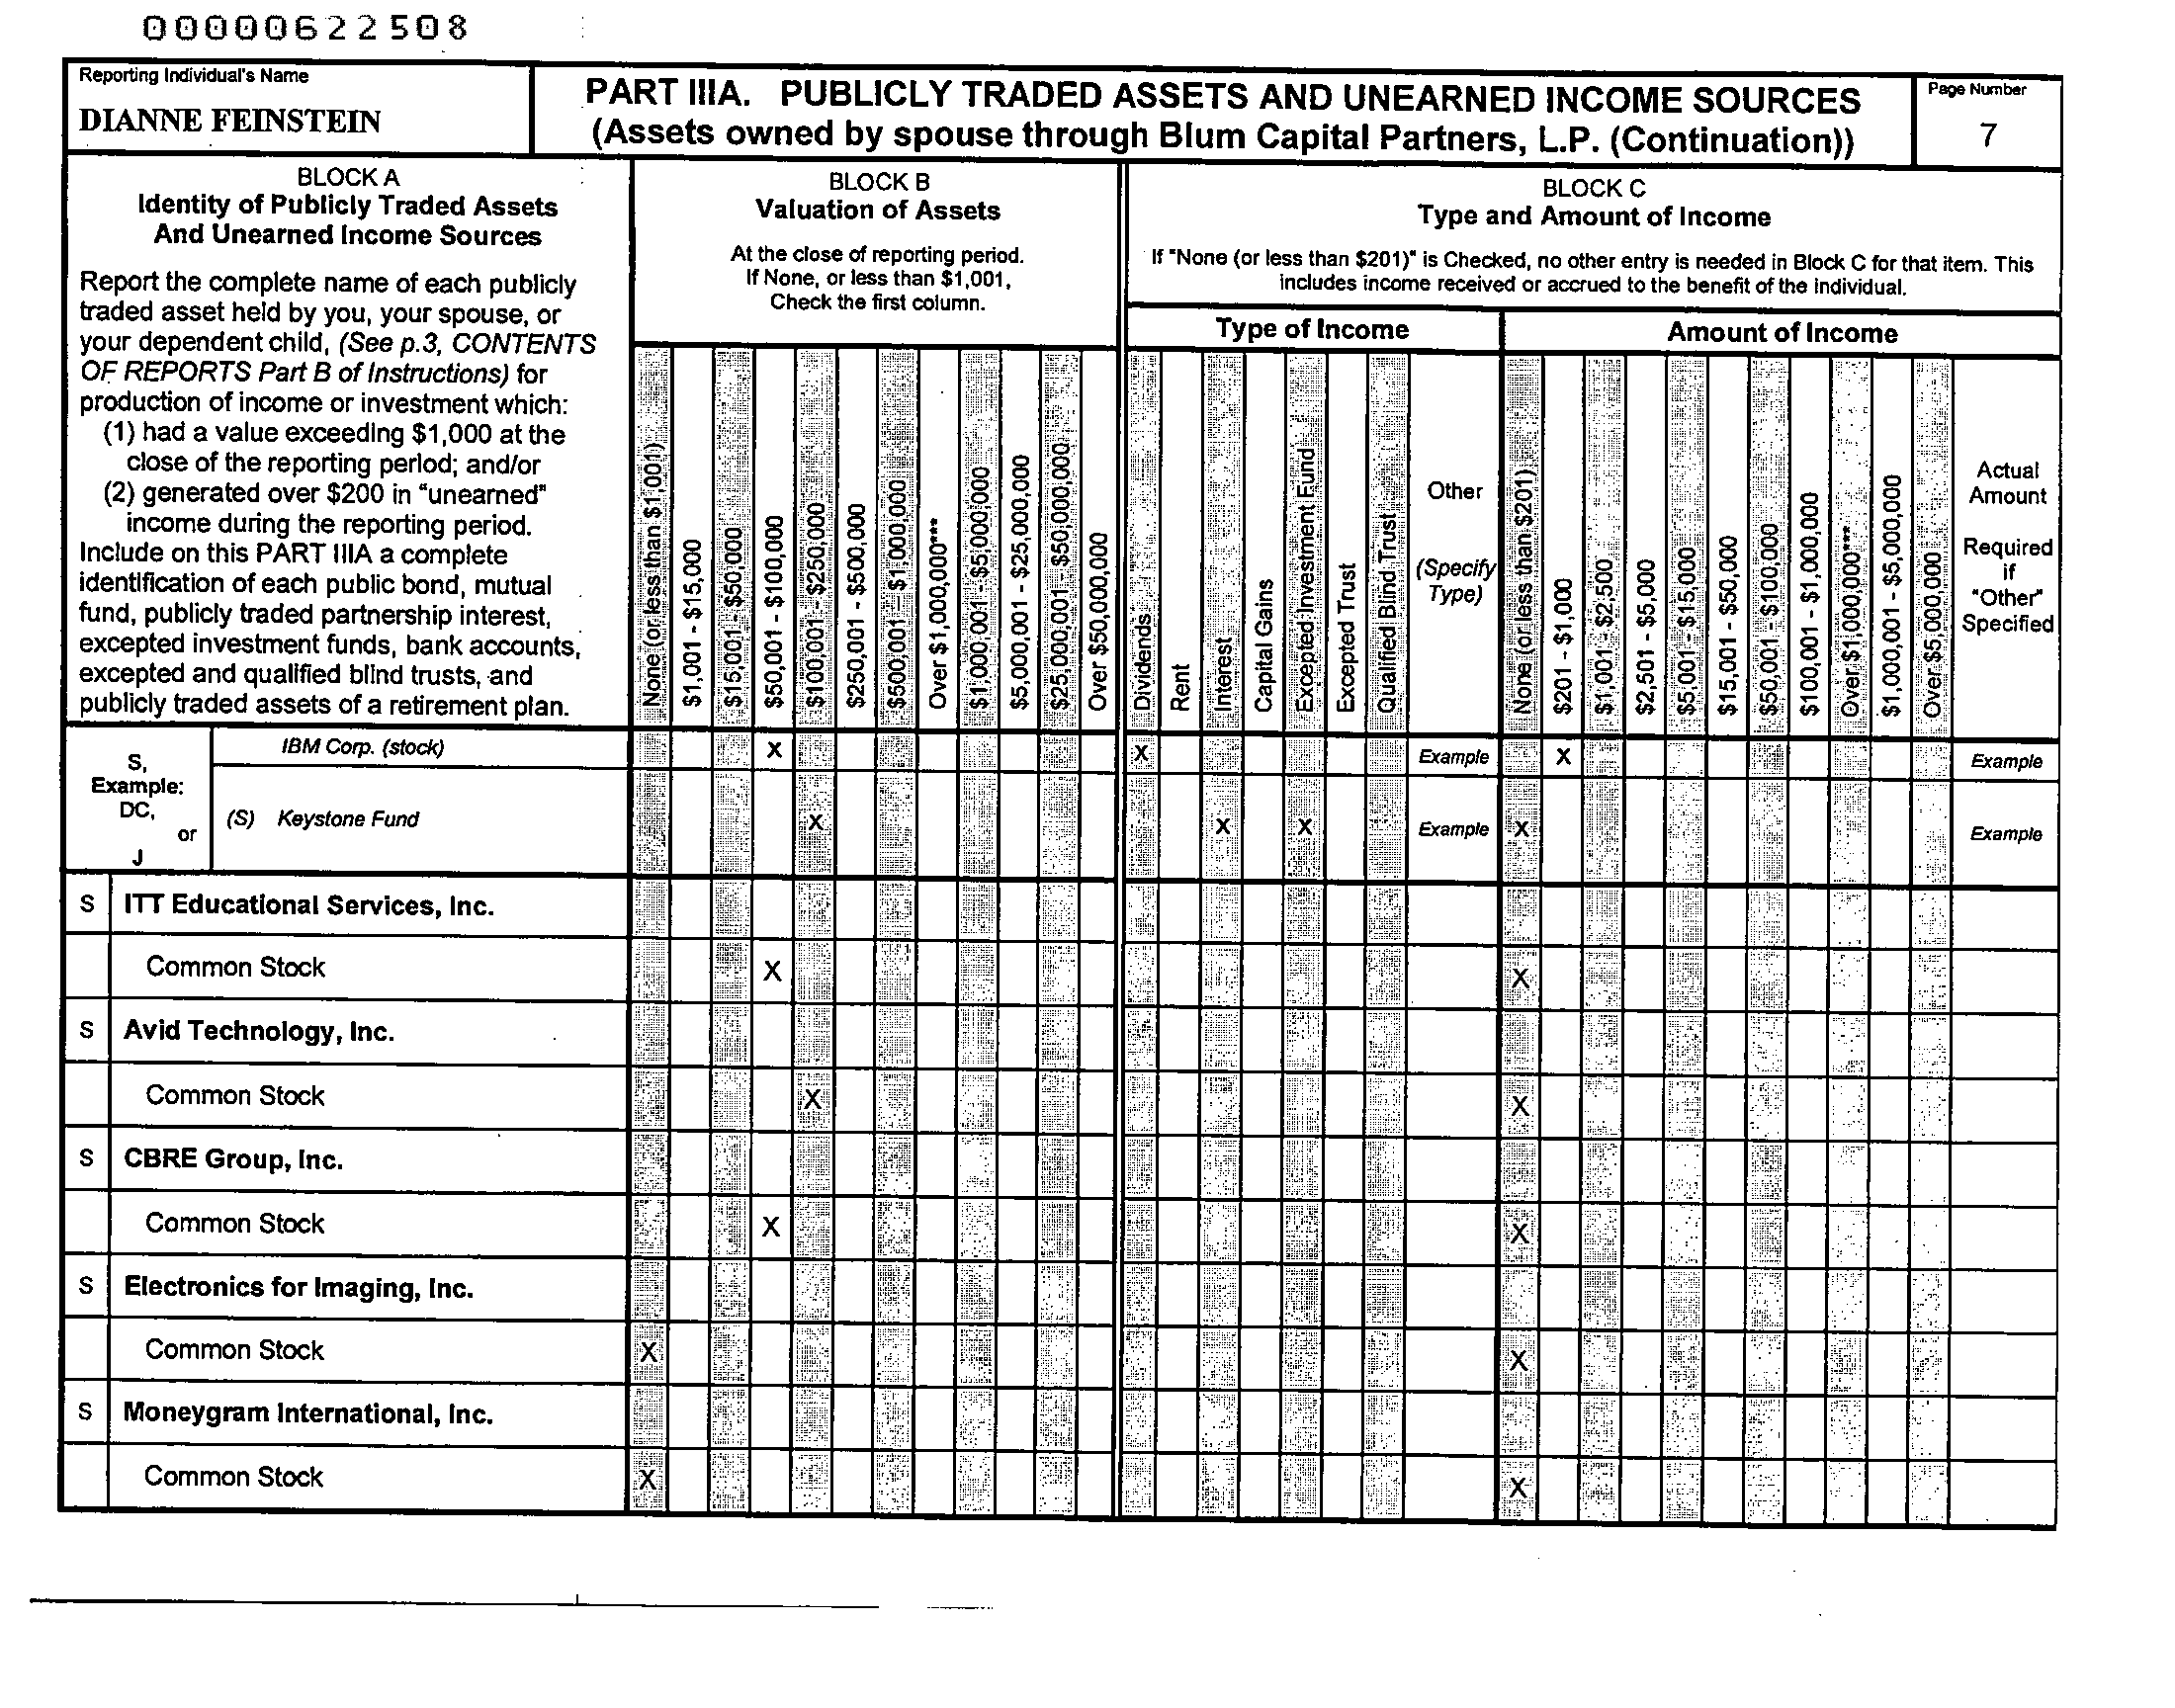 00000622508
Reporting Individual's Name
DIANNE FEINSTEIN
PART IIIA. PUBLICLY TRADED ASSETS AND UNEARNED INCOME SOURCES
(Assets owned by spouse through Blum Capital Partners, L.P. (Continuation))
Page Number
7
BLOCK A
Identity of Publicly Traded Assets
And Unearned Income Sources
Report the complete name of each publicly
traded asset held by you, your spouse, or
your dependent child, (See p.3, CONTENTS
OF REPORTS Part B of Instructions) for
production of income or investment which:
(1) had a value exceeding $1,000 at the
close of the reporting period; and/or
(2) generated over $200 in "unearned"
income during the reporting period.
Include on this PART IIIA a complete
identification of each public bond, mutual
fund, publicly traded partnership interest,
excepted investment funds, bank accounts,
excepted and qualified blind trusts, and
publicly traded assets of a retirement plan.
BLOCK B
Valuation of Assets
At the close of reporting period.
If None, or less than $1,001,
Check the first column.
None (or less than $1,001)
$1,001 - $15,000
$15,001 - $50,000
$50,001 - $100,000
$100,001 - $250,000
$250,001 - $500,000
$500,001 - $1,000,000
Over $1,000,000***
$1,000,001 - $5,000,000
$5,000,001 - $25,000,000
$25,000,001 - $50,000,000
Over $50,000,000
BLOCK C
Type and Amount of Income
If "None (or less than $201)" is Checked, no other entry is needed in Block C for that item. This
includes income received or accrued to the benefit of the individual.
Type of Income
Dividends
Rent
Interest
Capital Gains
Excepted Investment Fund
Excepted Trust
Qualified Blind Trust
Other
(Specify
Type)
Amount of Income
None (or less than $201)
$201 - $1,000
$1,001 - $2,500
$2,501 - $5,000
$5,001 - $15,000
$15,001 - $50,000
$50,001 - $100,000
$100,001 - $1,000,000
Over $1,000,000***
$1,000,001 - $5,000,000
Over $5,000,000
Actual
Amount
Required
if
"Other"
Specified
S,
Example:
DC,
or
J
IBM Corp. (stock) X X Example X Example
(S) Keystone Fund X X X Example X Example
S ITT Educational Services, Inc.
Common Stock X X
S Avid Technology, Inc.
Common Stock X X
S CBRE Group, Inc.
Common Stock X X
S Electronics for Imaging, Inc.
Common Stock X X
S Moneygram International, Inc.
Common Stock X X